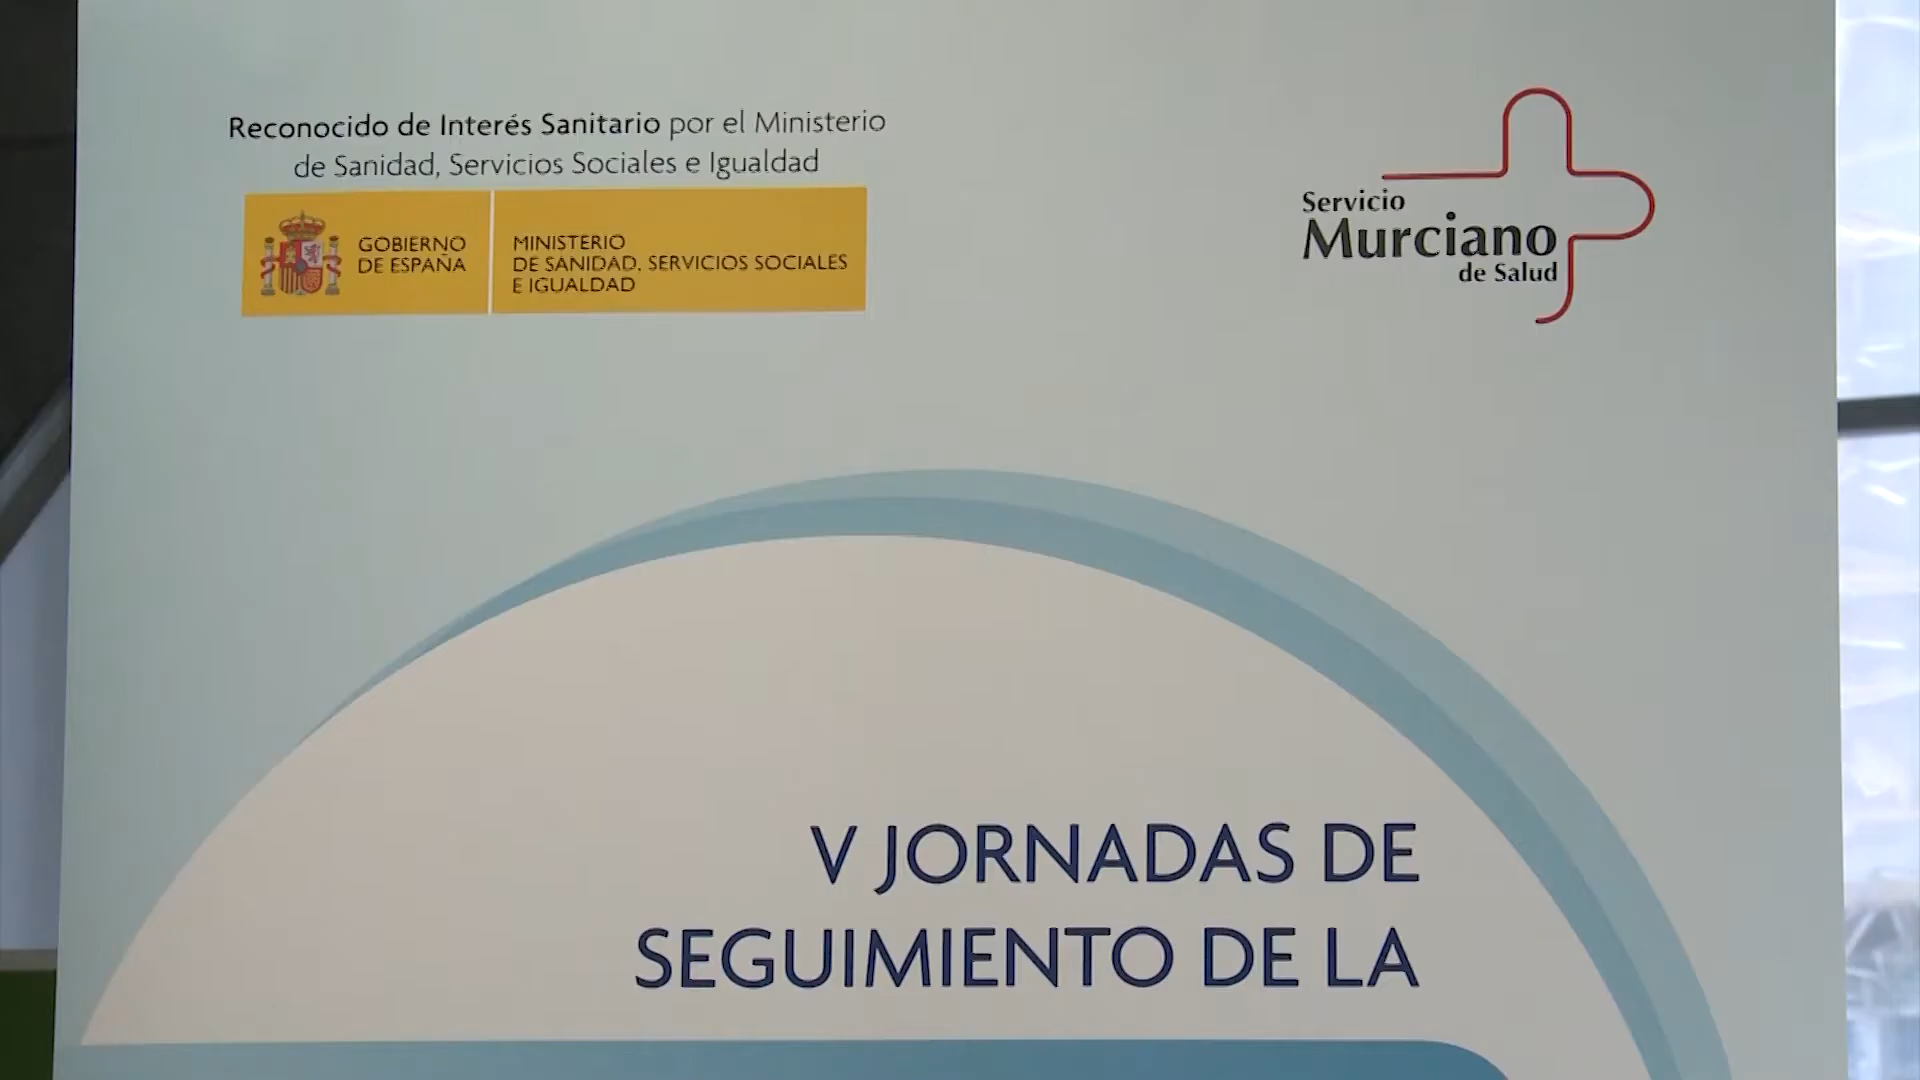 Reconocido de Interés Sanitario por el Ministerio
de Sanidad, Servicios Sociales e Igualdad
GOBIERNO
DE ESPAÑA
MINISTERIO
DE SANIDAD, SERVICIOS SOCIALES
E IGUALDAD
Servicio
Murciano
de Salud
V JORNADAS DE
SEGUIMIENTO DE LA